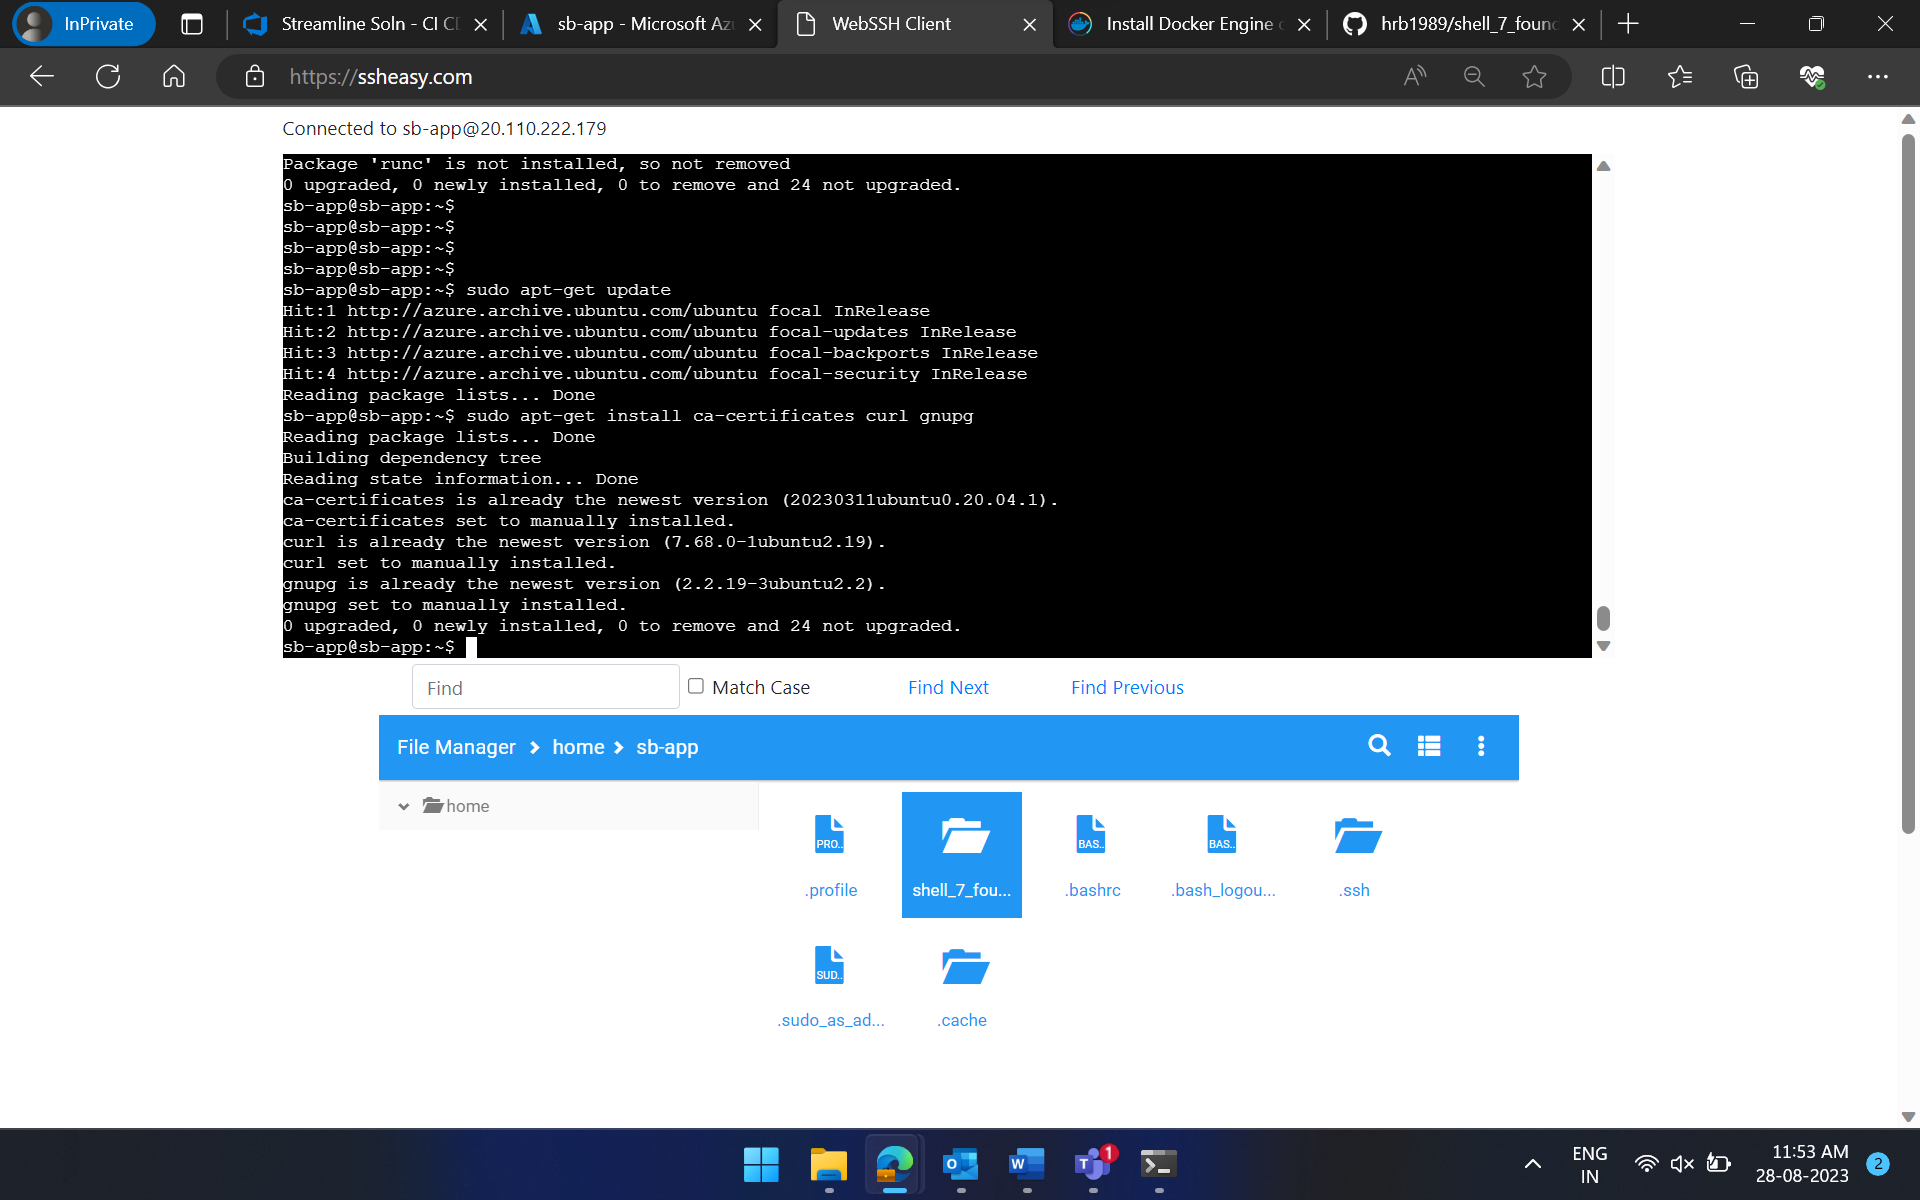 InPrivate
Streamline Soln - CI C
sb-app - Microsoft Az
WebSSH Client
Install Docker Engine
hrb1989/shell_7_foun
https://ssheasy.com
Connected to sb-app@20.110.222.179
Package 'runc' is not installed, so not removed
0 upgraded, 0 newly installed, 0 to remove and 24 not upgraded.
sb-app@sb-app:~$
sb-app@sb-app:~$
sb-app@sb-app:~$
sb-app@sb-app:~$
sb-app@sb-app:~$ sudo apt-get update
Hit:1 http://azure.archive.ubuntu.com/ubuntu focal InRelease
Hit:2 http://azure.archive.ubuntu.com/ubuntu focal-updates InRelease
Hit:3 http://azure.archive.ubuntu.com/ubuntu focal-backports InRelease
Hit:4 http://azure.archive.ubuntu.com/ubuntu focal-security InRelease
Reading package lists... Done
sb-app@sb-app:~$ sudo apt-get install ca-certificates curl gnupg
Reading package lists... Done
Building dependency tree
Reading state information... Done
ca-certificates is already the newest version (20230311ubuntu0.20.04.1).
ca-certificates set to manually installed.
curl is already the newest version (7.68.0-1ubuntu2.19).
curl set to manually installed.
gnupg is already the newest version (2.2.19-3ubuntu2.2).
gnupg set to manually installed.
0 upgraded, 0 newly installed, 0 to remove and 24 not upgraded.
sb-app@sb-app:~$
Find
Match Case
Find Next
Find Previous
File Manager
home
sb-app
home
PRO..
BAS..
BAS..
.profile
shell_7_fou...
.bashrc
.bash_logou...
.ssh
SUD..
.sudo_as_ad...
.cache
1
ENG
IN
11:53 AM
28-08-2023
2